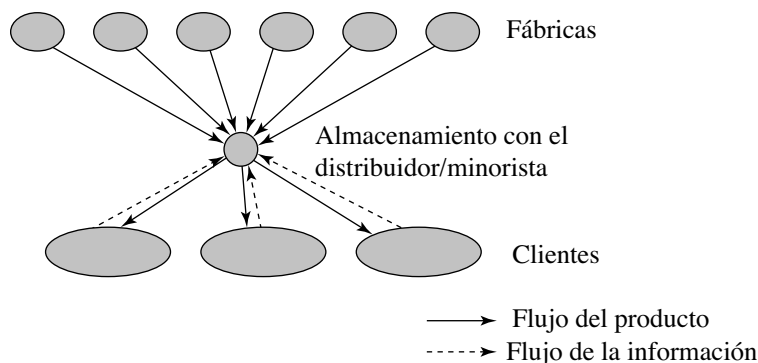 Fábricas
Almacenamiento con el
distribuidor/minorista
Clientes
Flujo del producto
Flujo de la información